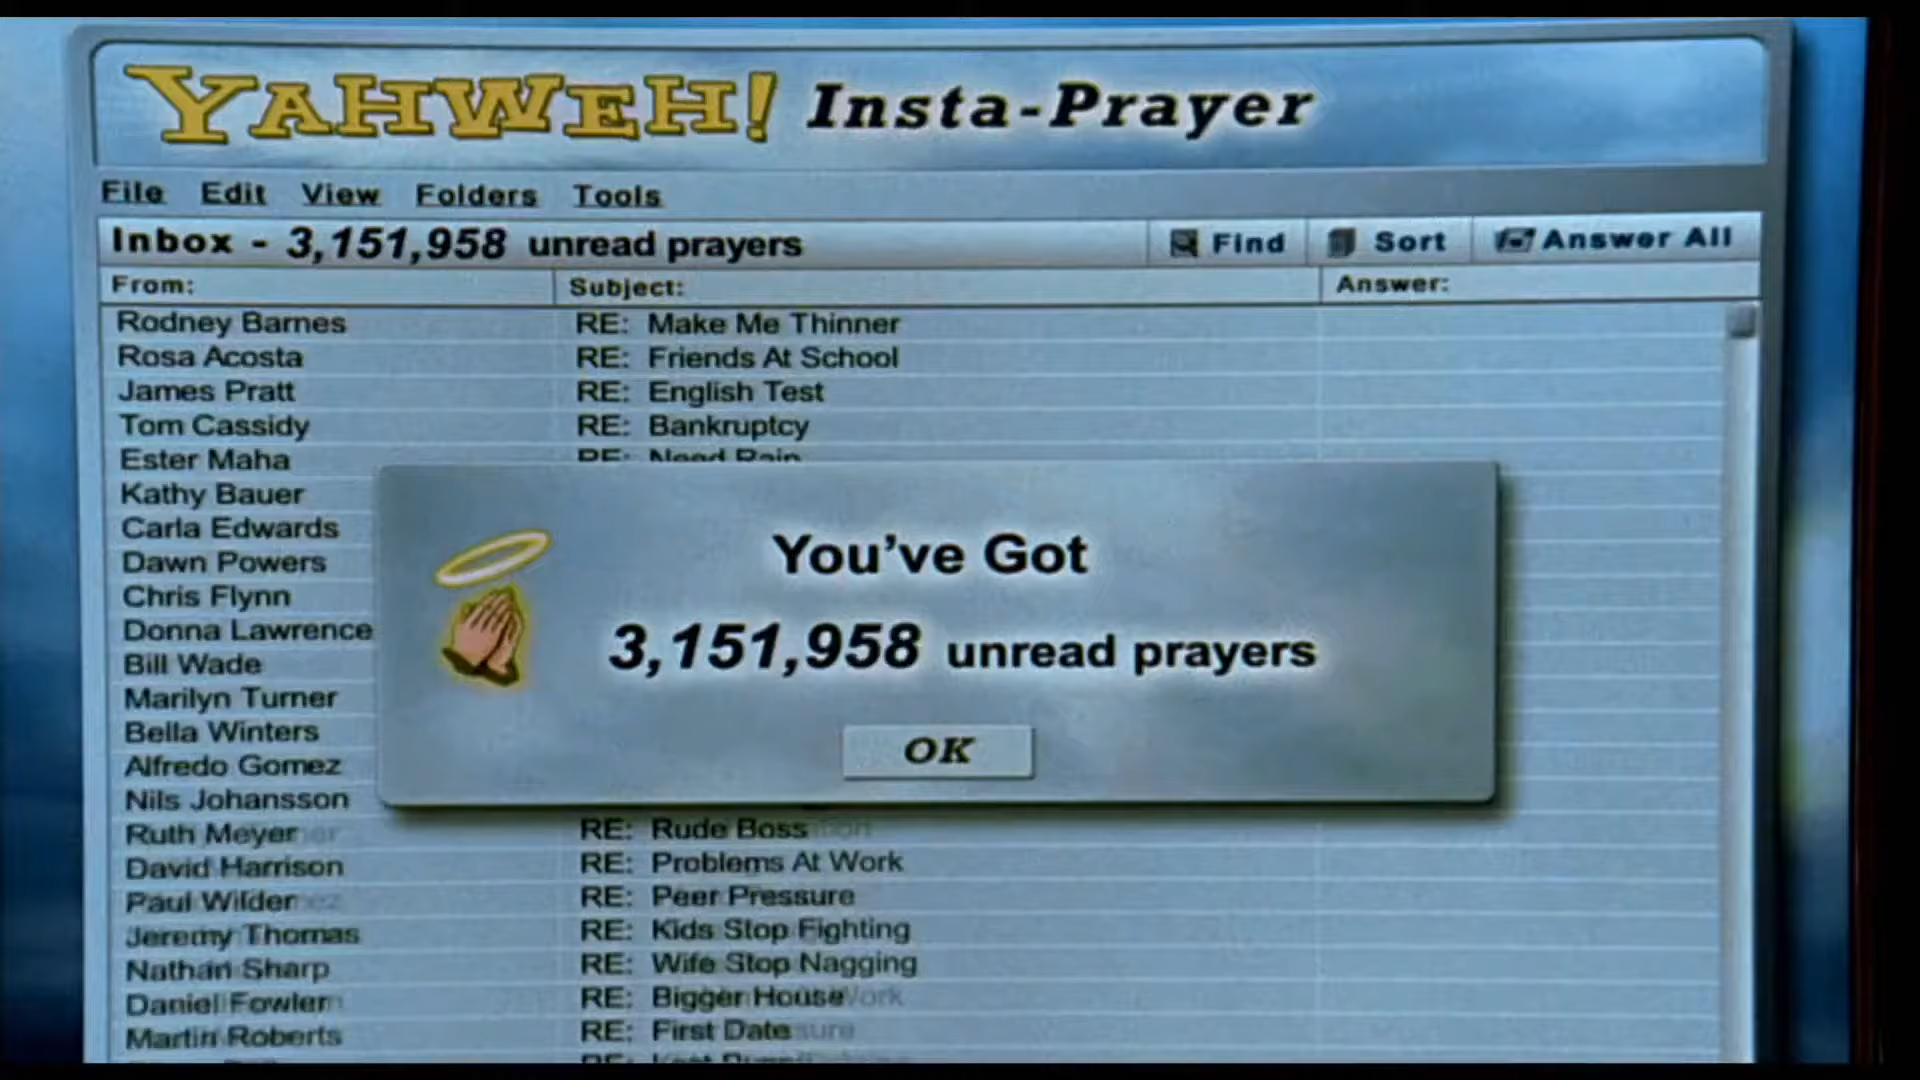 YAHWEH! Insta-Prayer
File Edit View Folders Tools
Inbox - 3,151,958 unread prayers Find Sort Answer All
From: Subject: Answer:
Rodney Barnes RE: Make Me Thinner
Rosa Acosta RE: Friends At School
James Pratt RE: English Test
Tom Cassidy RE: Bankruptcy
Ester Maha RE: Need Rain
Kathy Bauer
Carla Edwards
Dawn Powers
Chris Flynn
Donna Lawrence
Bill Wade
Marilyn Turner
Bella Winters
Alfredo Gomez
Nils Johansson
You've Got
3,151,958 unread prayers
OK
Ruth Meyer RE: Rude Boss
David Harrison RE: Problems At Work
Paul Wilder RE: Peer Pressure
Jeremy Thomas RE: Kids Stop Fighting
Nathan Sharp RE: Wife Stop Nagging
Daniel Fowler RE: Bigger House
Martin Roberts RE: First Date
RE: